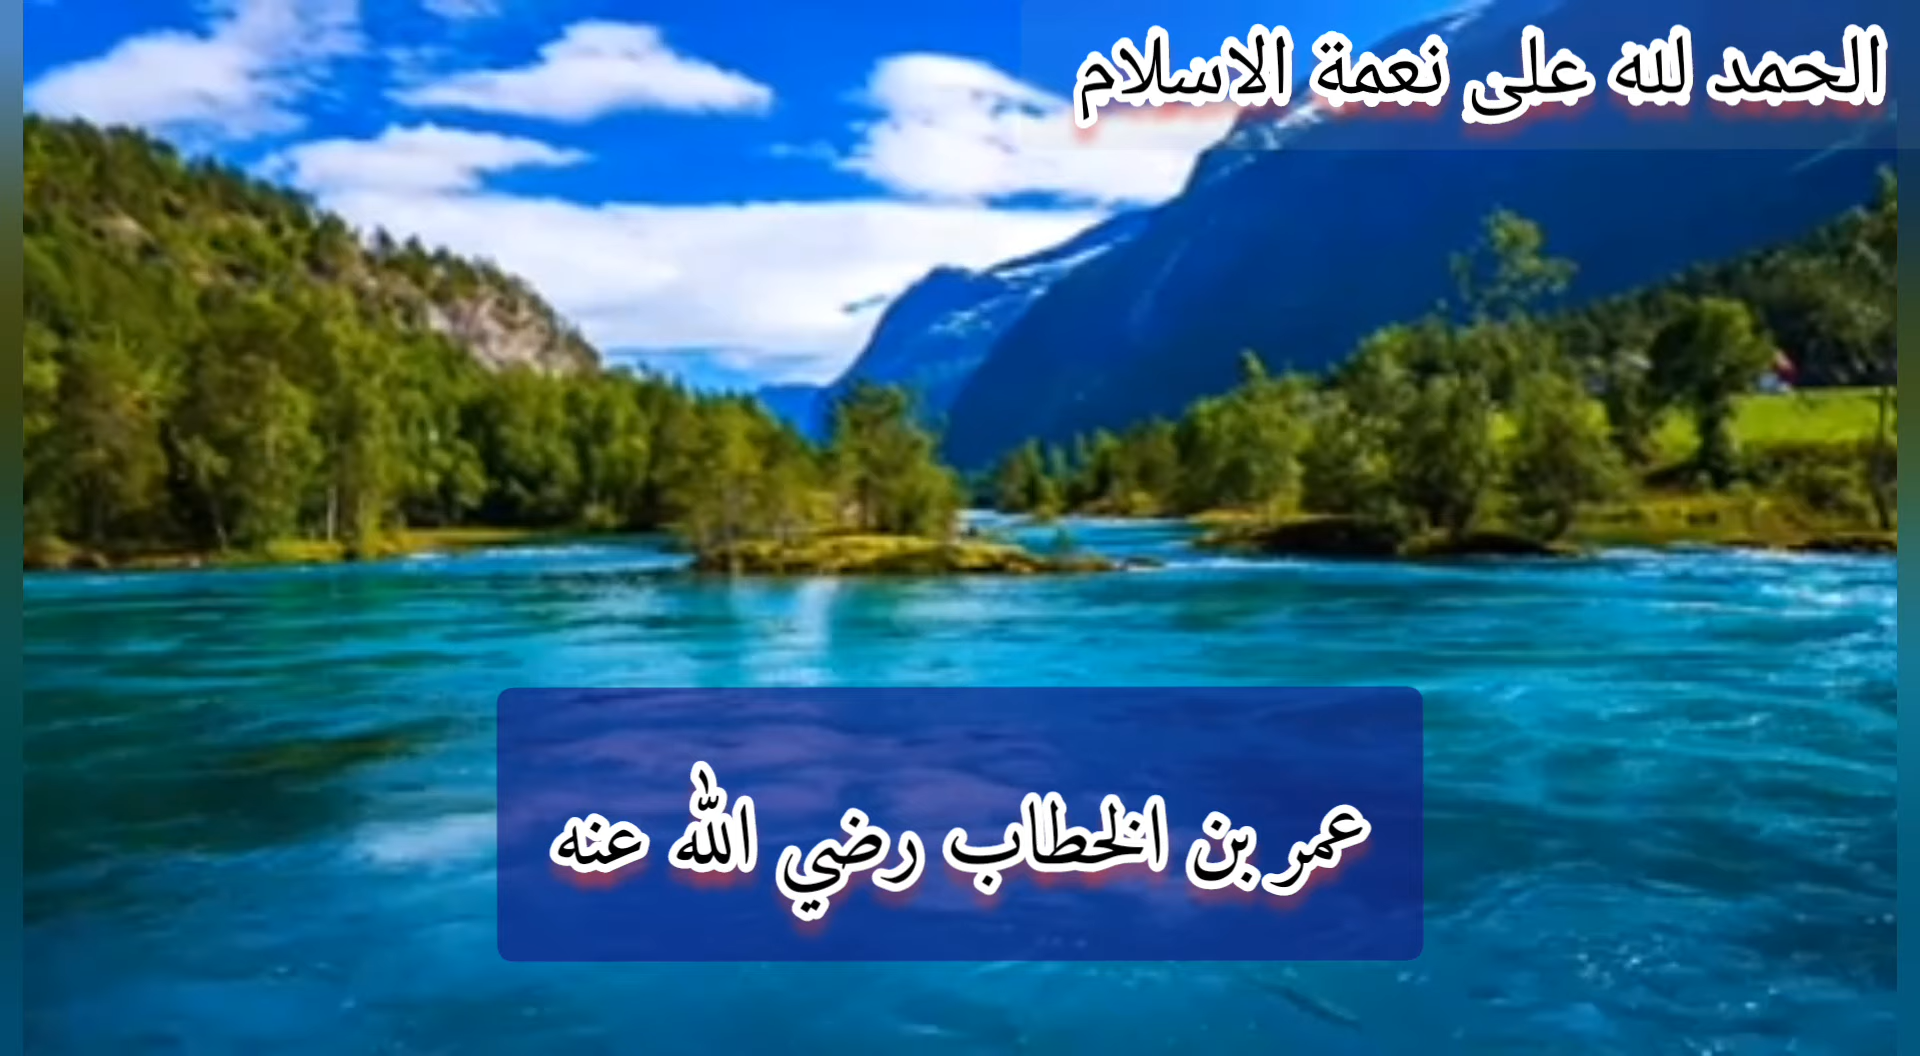 الحمد لله على نعمة الاسلام
عمر بن الخطاب رضي الله عنه